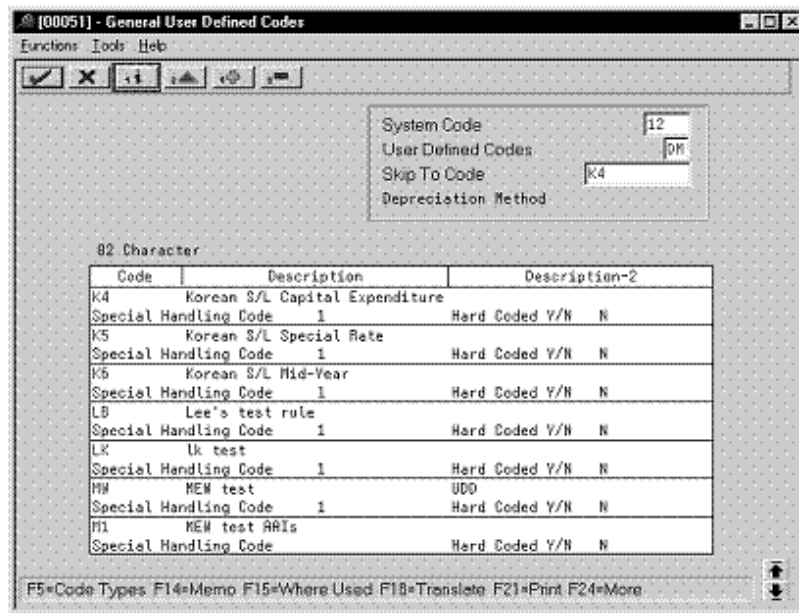 [00051] - General User Defined Codes
Functions Tools Help
System Code 12
User Defined Codes DM
Skip To Code K4
Depreciation Method
02 Character
Code Description Description-2
K4 Korean S/L Capital Expenditure
Special Handling Code 1 Hard Coded Y/N N
K5 Korean S/L Special Rate
Special Handling Code 1 Hard Coded Y/N N
K6 Korean S/L Mid-Year
Special Handling Code 1 Hard Coded Y/N N
LB Lee's test rule
Special Handling Code 1 Hard Coded Y/N N
LK lk test
Special Handling Code 1 Hard Coded Y/N N
MW MEW test UDD
Special Handling Code 1 Hard Coded Y/N N
M1 MEW test AAIs
Special Handling Code Hard Coded Y/N N
F5=Code Types F14=Memo F15=Where Used F18=Translate F21=Print F24=More